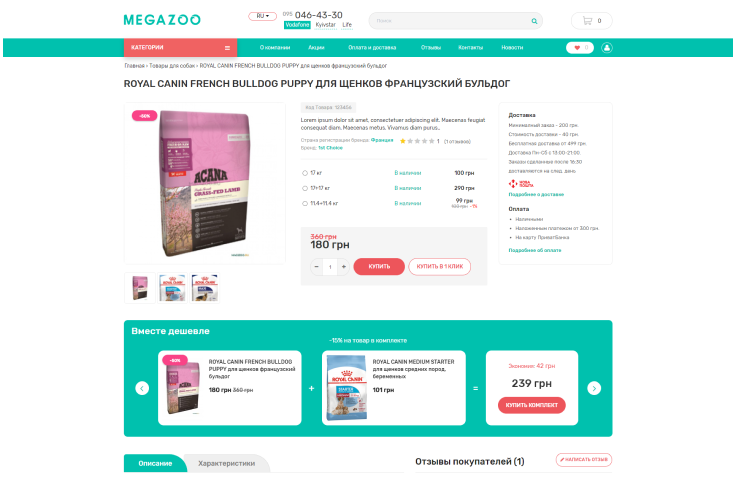 MEGAZOO
RU
095 046-43-30
Vodafone Kyivstar Life
Поиск
0
КАТЕГОРИИ
О компании Акции Оплата и доставка Отзывы Контакты Новости
0
Главная • Товары для собак • ROYAL CANIN FRENCH BULLDOG PUPPY для щенков французский бульдог
ROYAL CANIN FRENCH BULLDOG PUPPY ДЛЯ ЩЕНКОВ ФРАНЦУЗСКИЙ БУЛЬДОГ
-50%
ACANA
GRASS-FED LAMB
Код Товара: 123456
Lorem ipsum dolor sit amet, consectetuer adipiscing elit. Maecenas feugiat
consequat diam. Maecenas metus. Vivamus diam purus,.
Страна регистрации бренда: Франция
1 (1 отзывов)
Бренд: 1st Choice
17 кг В наличии 100 грн
17+17 кг В наличии 290 грн
11.4+11.4 кг В наличии 99 грн
360 грн
180 грн
− 1 +
КУПИТЬ
КУПИТЬ В 1 КЛИК
Доставка
Минимальный заказ - 200 грн.
Стоимость доставки - 40 грн.
Бесплатная доставка от 499 грн.
Доставка Пн-Сб с 13:00-21:00.
Заказы сделанные после 16:30
доставляются на след. день.
НОВА
ПОШТА
Подробнее о доставке
Оплата
• Наличными
• Наложенным платежом от 300 грн
• На карту ПриватБанка
Подробнее об оплате
Вместе дешевле
-15% на товар в комплекте
-50%
ROYAL CANIN FRENCH BULLDOG
PUPPY для щенков французский
бульдог
180 грн 360 грн
+
ROYAL CANIN
STARTER
ROYAL CANIN MEDIUM STARTER
для щенков средних пород,
беременных
101 грн
=
Экономия: 42 грн
239 грн
КУПИТЬ КОМПЛЕКТ
Описание
Характеристики
Отзывы покупателей (1)
НАПИСАТЬ ОТЗЫВ